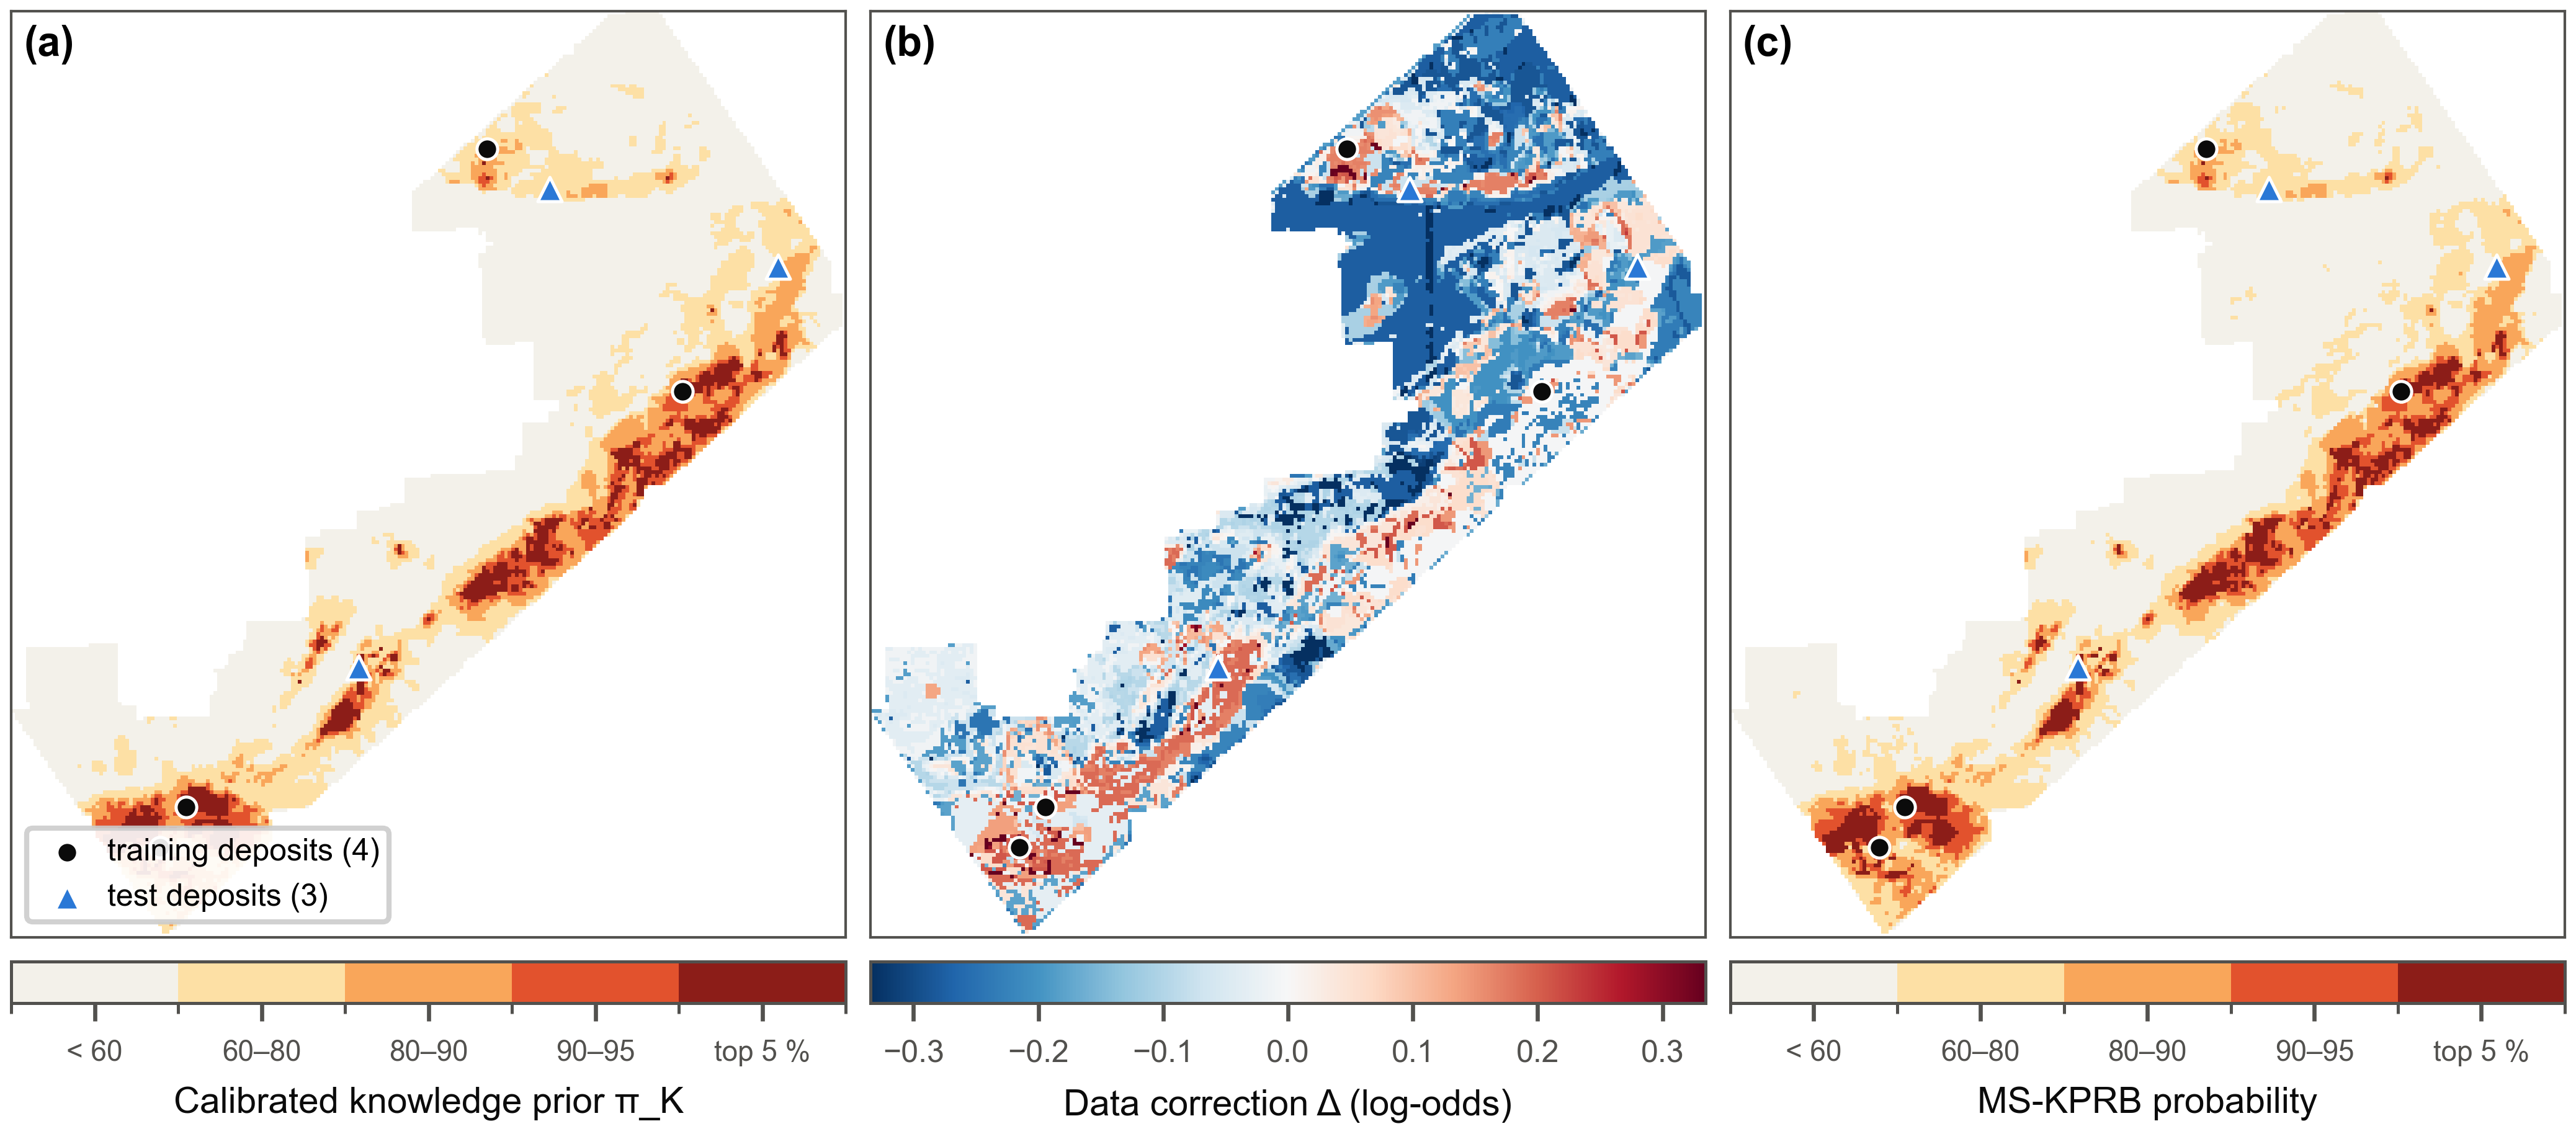 (a)
(b)
(c)
training deposits (4)
test deposits (3)
< 60
60–80
80–90
90–95
top 5 %
Calibrated knowledge prior π_K
−0.3
−0.2
−0.1
0.0
0.1
0.2
0.3
Data correction Δ (log-odds)
< 60
60–80
80–90
90–95
top 5 %
MS-KPRB probability